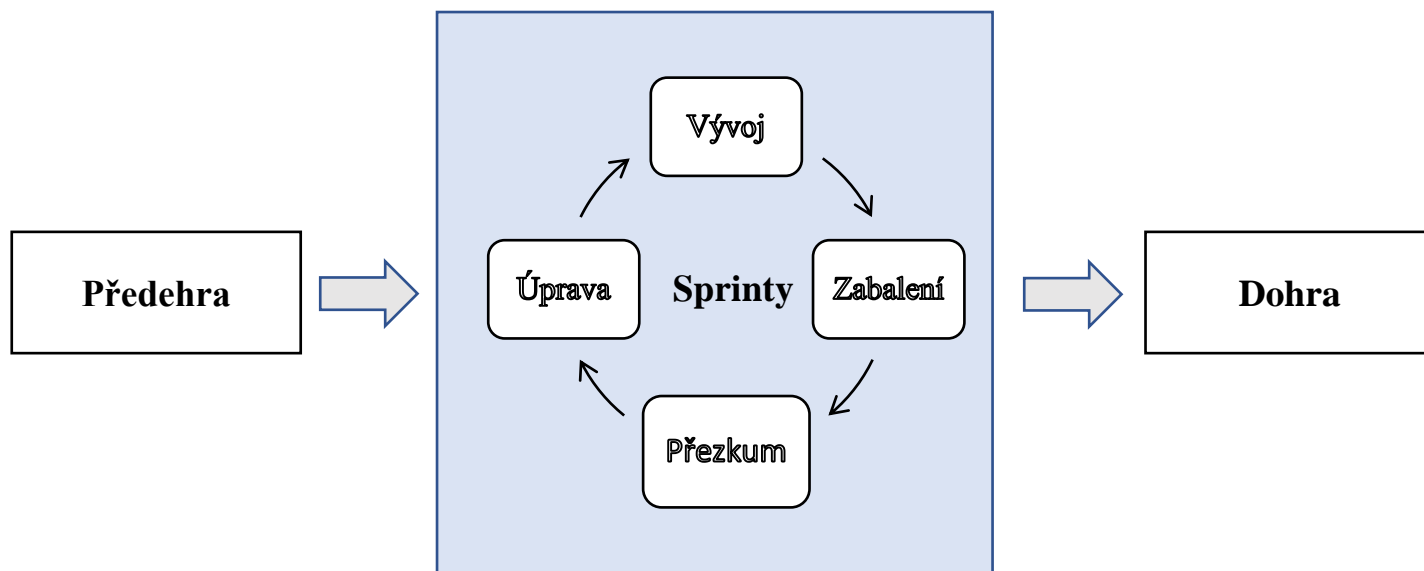 Vývoj
Předehra
Úprava
Sprinty
Zabalení
Dohra
Přezkum